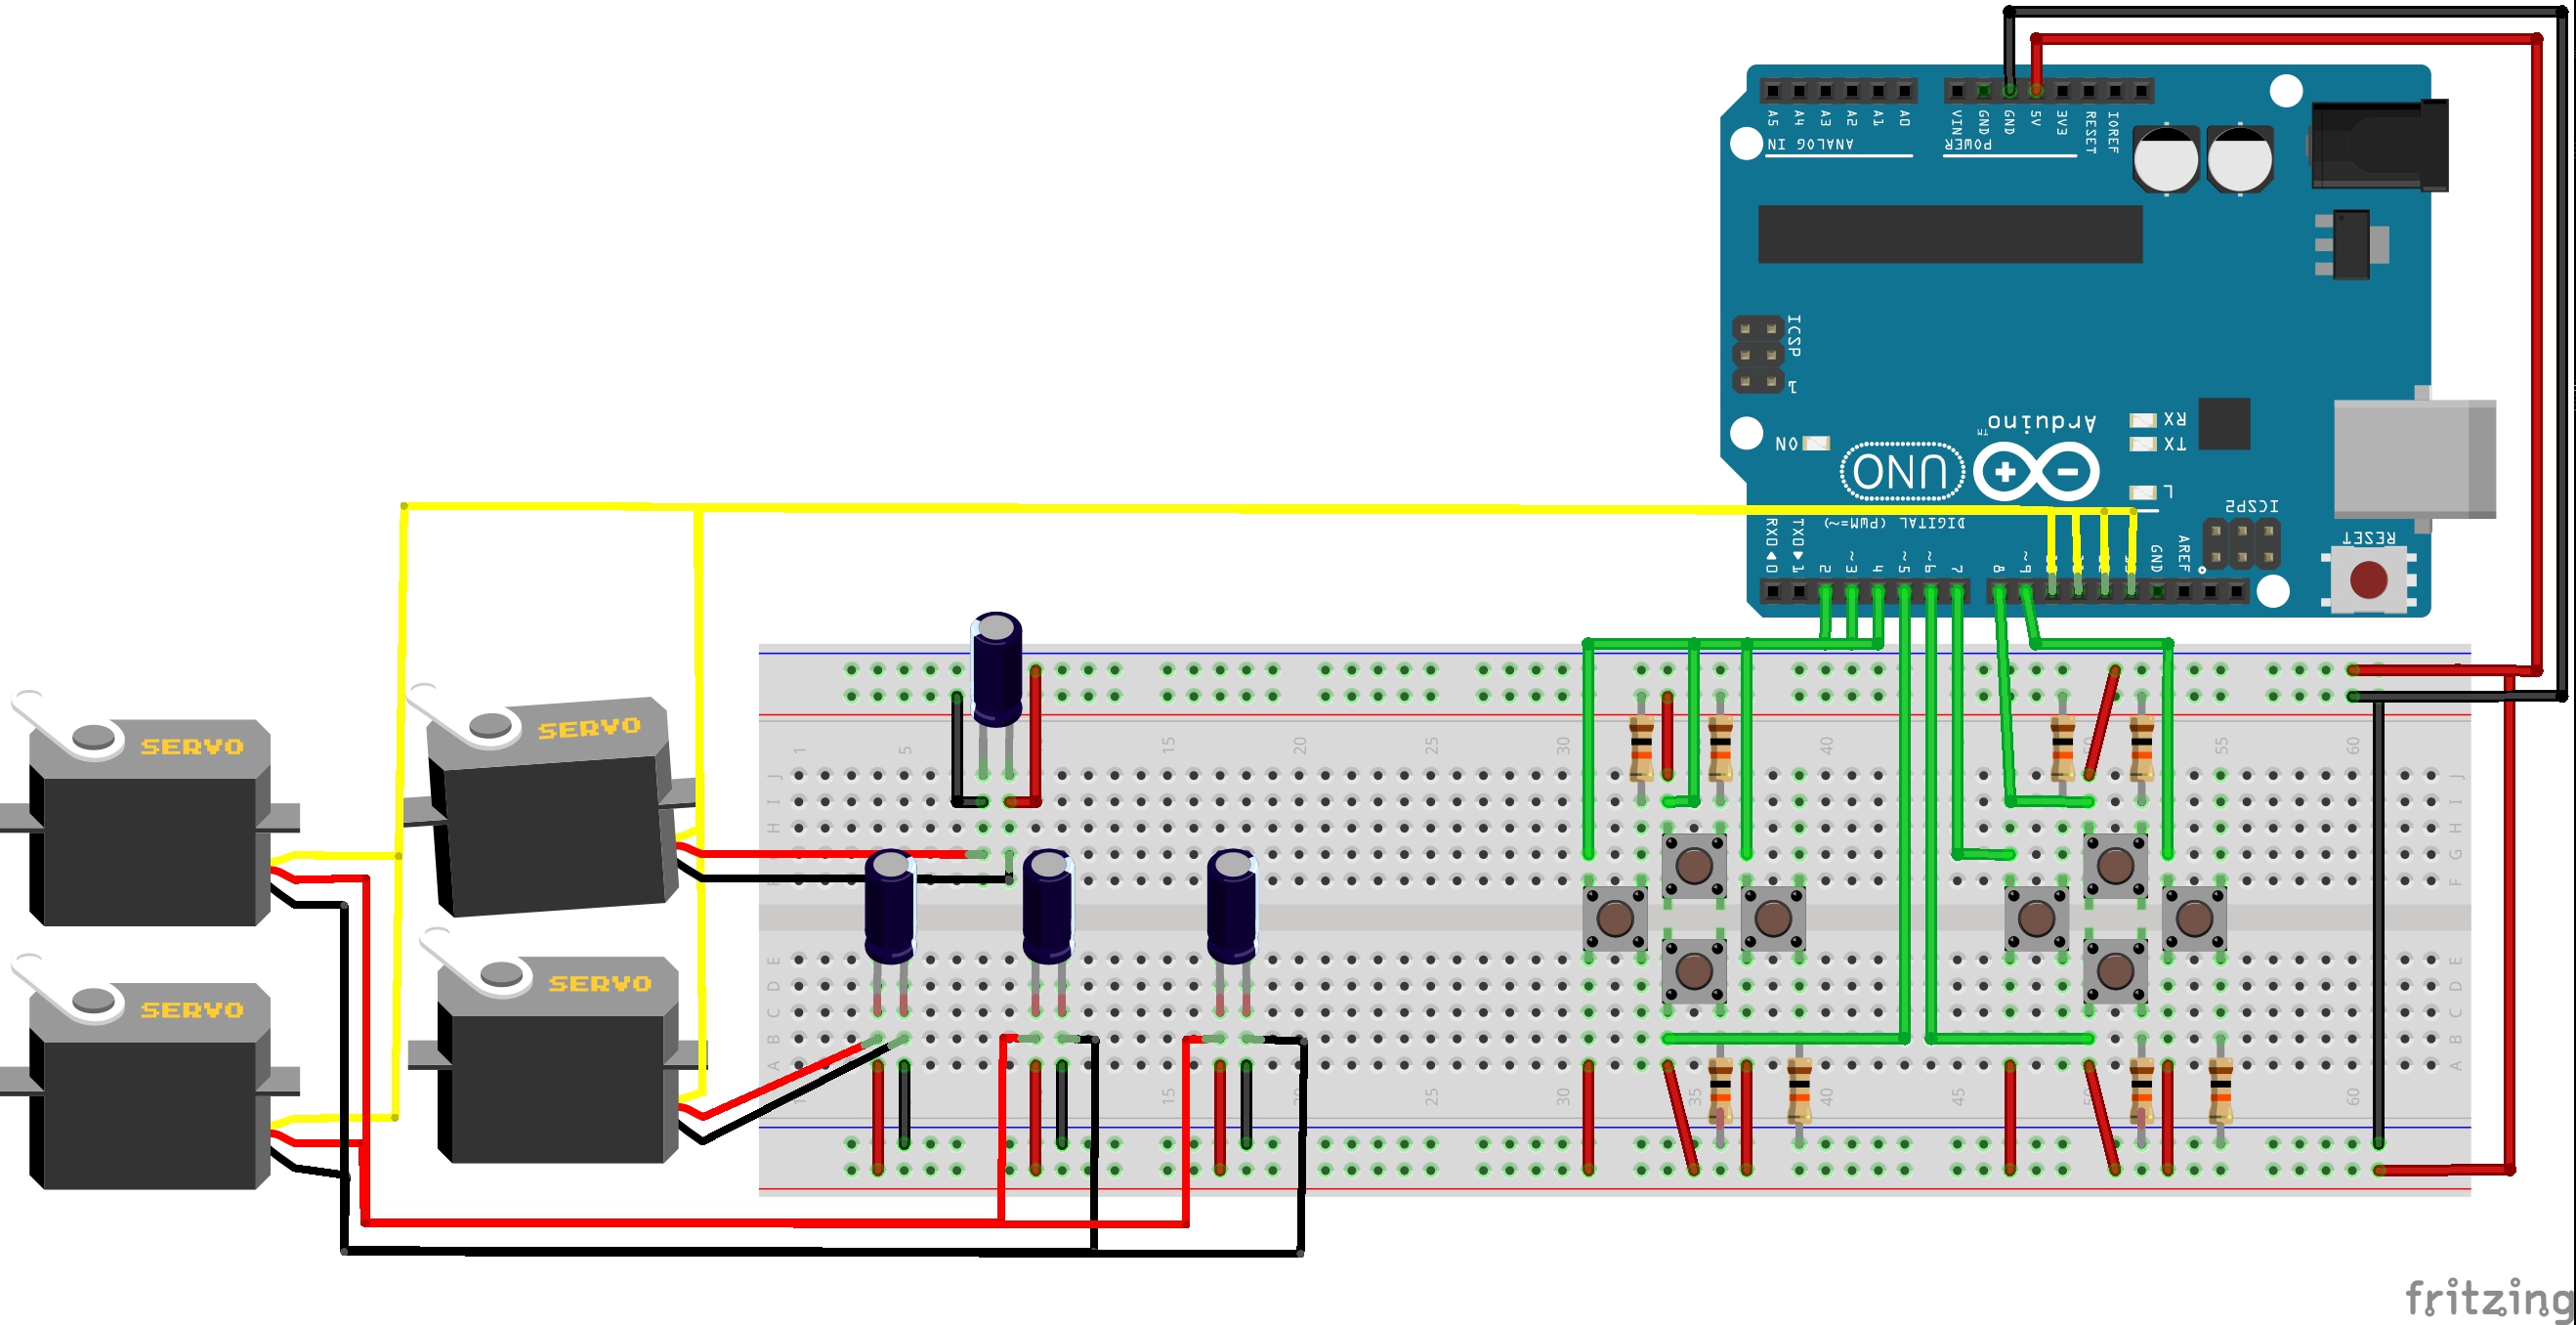 A5 A4 A3 A2 A1 A0
VIN GND GND 5V 3V3 RESET IOREF
ANALOG IN
POWER
ICSP
1
Arduino
TM
RX
TX
ON
UNO
L
ICSP2
DIGITAL (PWM=~)
RX0 TX0
RESET
0 1 2 ~3 4 ~5 ~6 7 8 ~9
GND AREF
SERVO
SERVO
SERVO
SERVO
1 5 15 20 25 30 40 50 55 60
J J
I I
H H
G
F
E E
D D
C C
B B
A A
15 25 30 35 40 45 50 60
fritzing